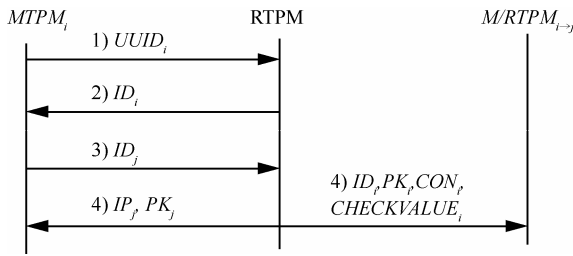 MTPMi RTPM M/RTPMi→j
1) UUIDi
2) IDi
3) IDj
4) IDi,PKi,CONi,
4) IPj, PKj CHECKVALUEi